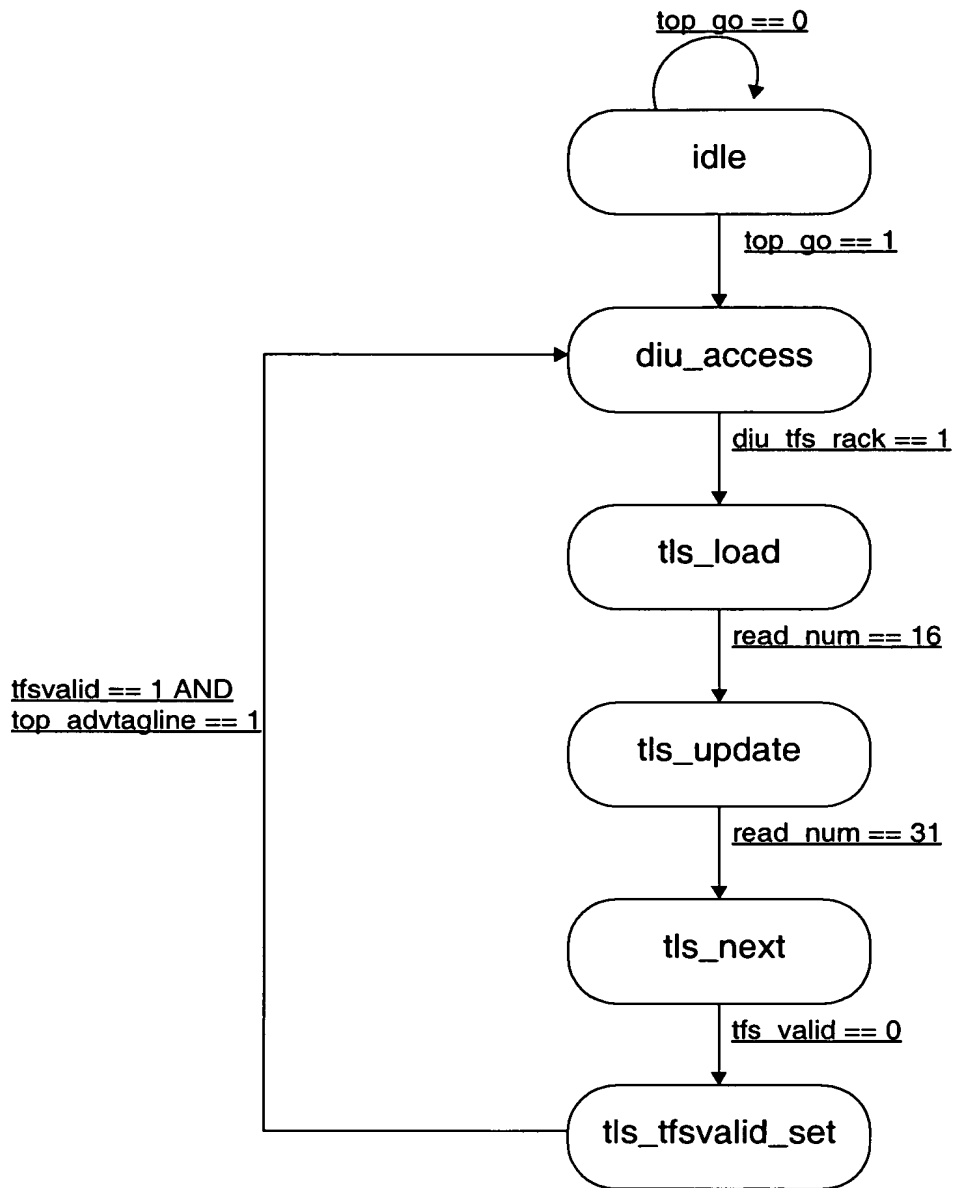 top_go == 0
idle
top_go == 1
diu_access
diu_tfs_rack == 1
tls_load
read_num == 16
tfsvalid == 1 AND
top_advtagline == 1
tls_update
read_num == 31
tls_next
tfs_valid == 0
tls_tfsvalid_set